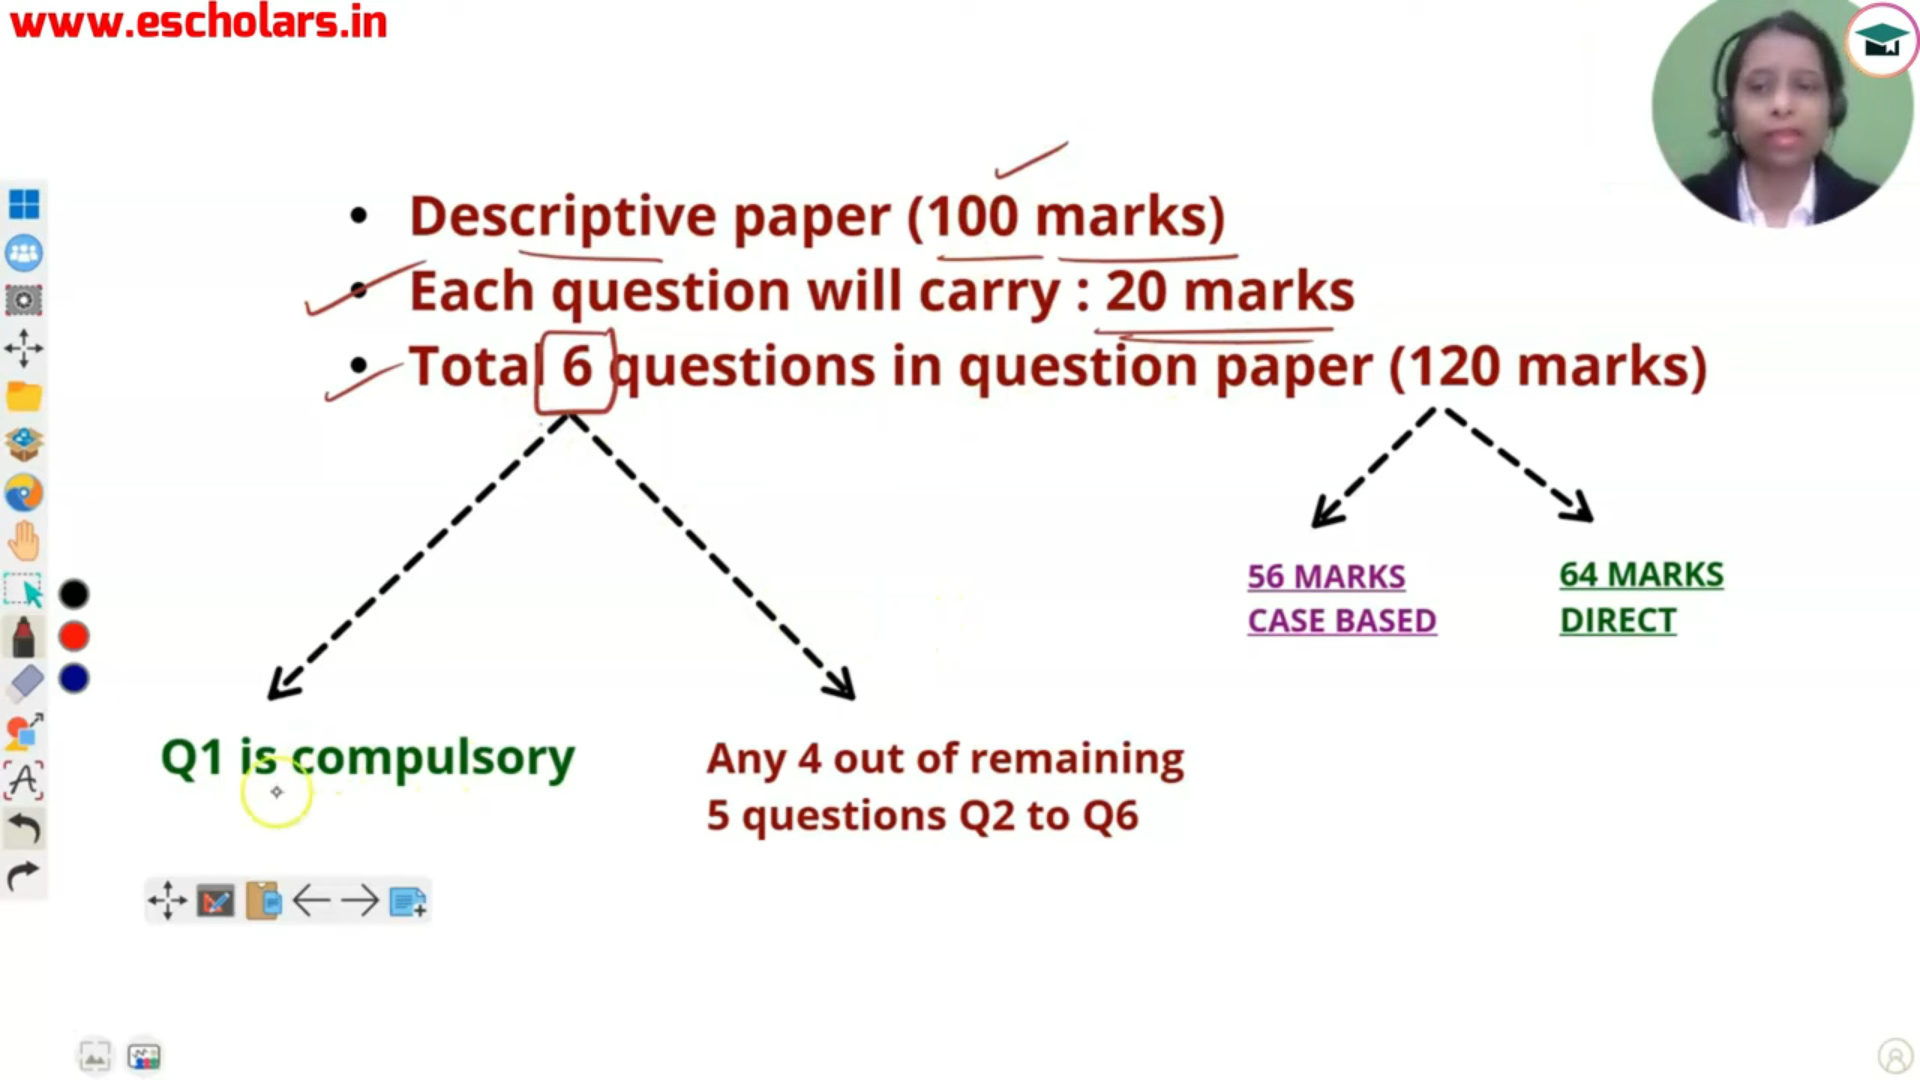 www.escholars.in
• Descriptive paper (100 marks)
• Each question will carry : 20 marks
• Total 6 questions in question paper (120 marks)
56 MARKS
CASE BASED
64 MARKS
DIRECT
Q1 is compulsory
Any 4 out of remaining
5 questions Q2 to Q6